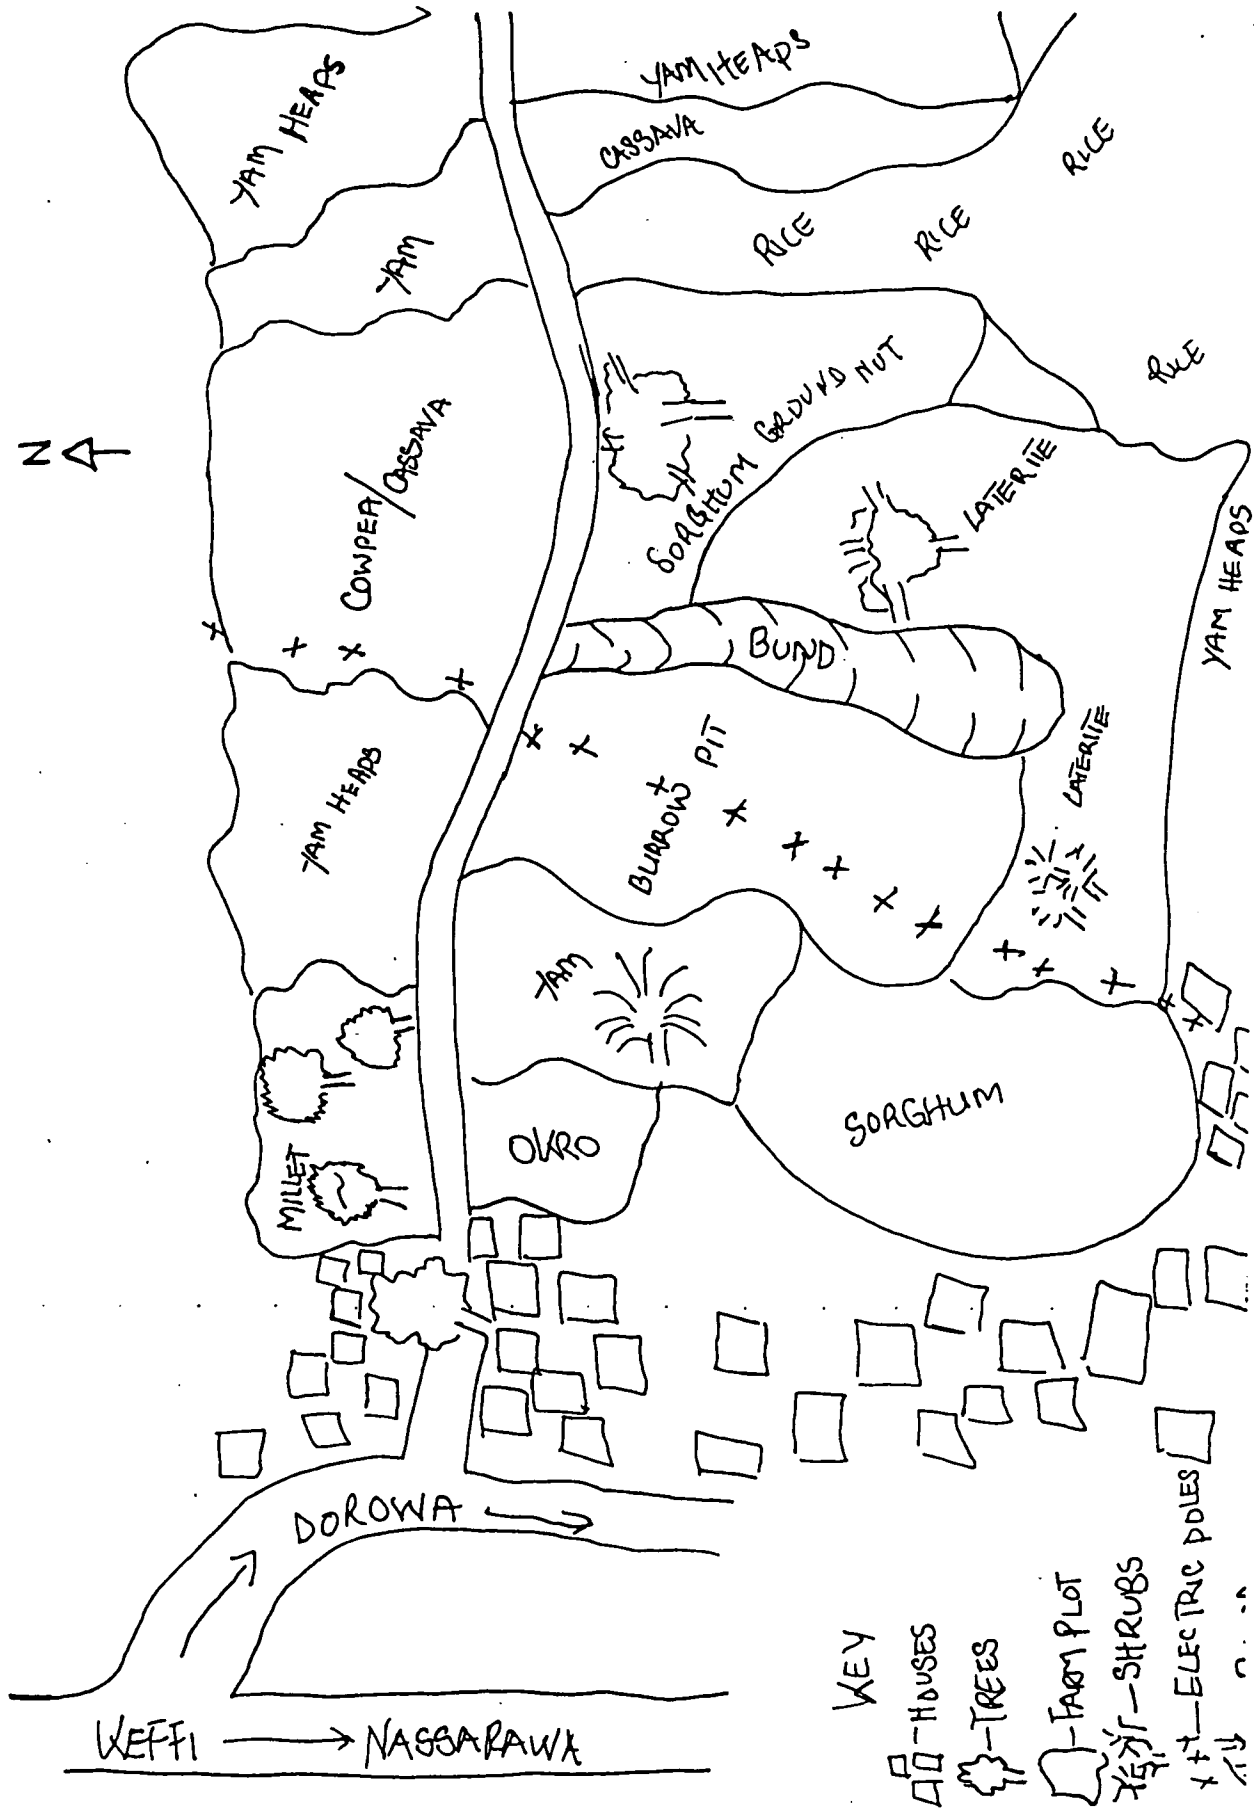 N
YAM HEAPS
YAM HEAPS
YAM
CASSAVA
RICE
RICE
RICE
RICE
COWPEA/CASSAVA
SORGHUM GROUND NUT
LATERITE
YAM HEAPS
BUND
YAM HEAPS
BURROW PIT
LATERITE
YAM
MILLET
OKRO
SORGHUM
DOROWA
KEFFI
NASSARAWA
KEY
HOUSES
TREES
FARM PLOT
SHRUBS
ELECTRIC POLES